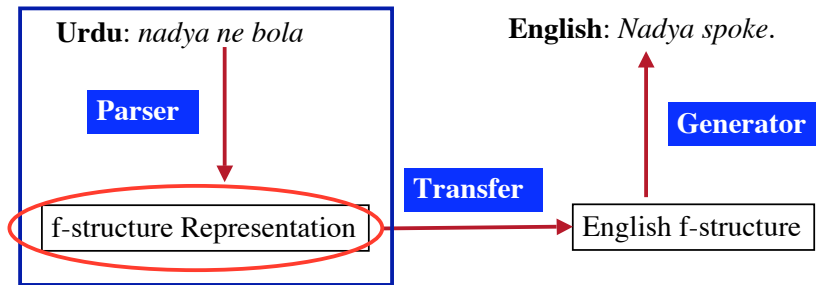 Urdu: nadya ne bola
English: Nadya spoke.
Parser
Generator
Transfer
f-structure Representation
English f-structure